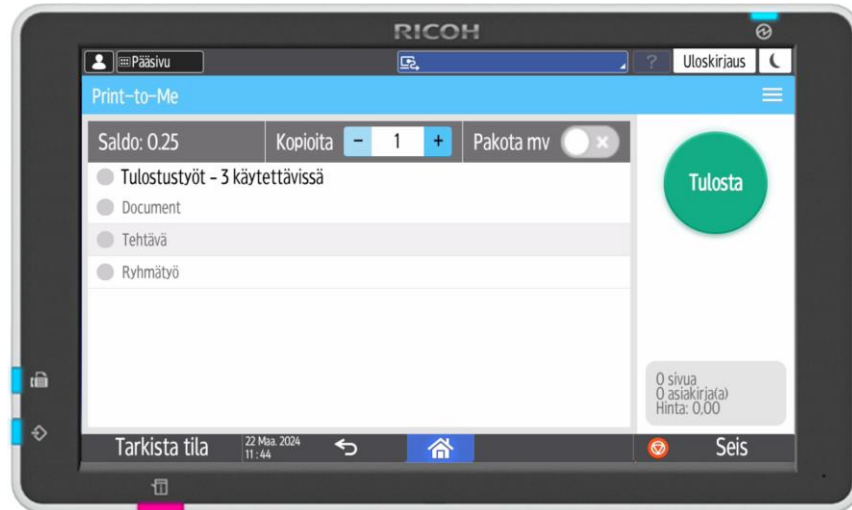 RICOH
Pääsivu
?
Uloskirjaus
Print-to-Me
Saldo: 0.25
Kopioita
− 1 +
Pakota mv
Tulostustyöt - 3 käytettävissä
Document
Tehtävä
Ryhmätyö
Tulosta
0 sivua
0 asiakirja(a)
Hinta: 0,00
Tarkista tila
22 Maa. 2024
11 : 44
Seis